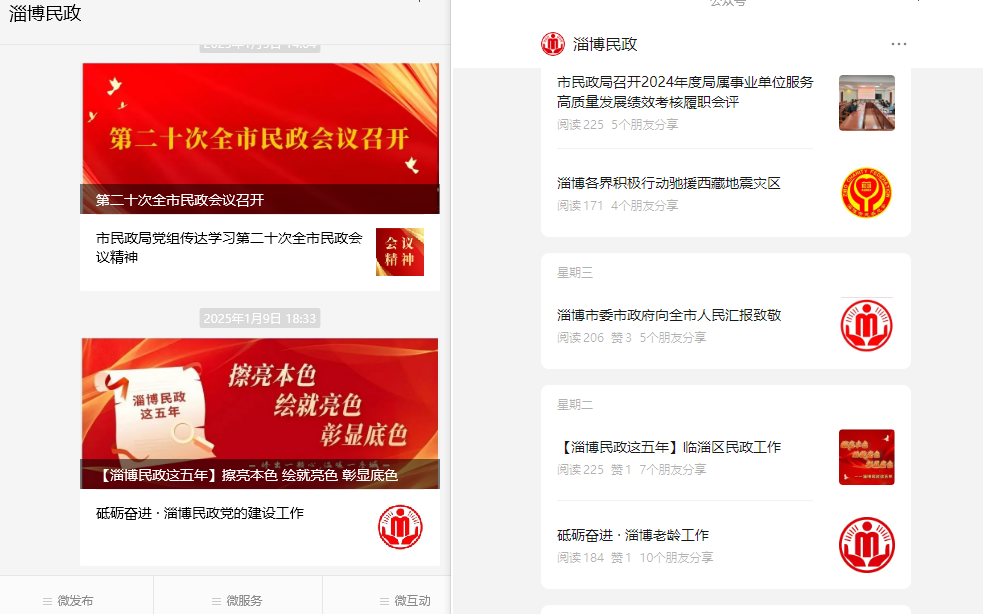 淄博民政
2025年1月5日 14:04
第二十次全市民政会议召开
第二十次全市民政会议召开
市民政局党组传达学习第二十次全市民政会
议精神
会议
精神
2025年1月9日 18:33
淄博民政
这五年
擦亮本色
绘就亮色
彰显底色
【淄博民政这五年】擦亮本色 绘就亮色 彰显底色
砥砺奋进 · 淄博民政党的建设工作
微发布
微服务
微互动
公众号
淄博民政
市民政局召开2024年度局属事业单位服务
高质量发展绩效考核履职会评
阅读 225 5个朋友分享
淄博各界积极行动驰援西藏地震灾区
阅读 171 4个朋友分享
星期三
淄博市委市政府向全市人民汇报致敬
阅读 206 赞 3 5个朋友分享
星期二
【淄博民政这五年】临淄区民政工作
阅读 225 赞 1 7个朋友分享
砥砺奋进 · 淄博老龄工作
阅读 184 赞 1 10个朋友分享